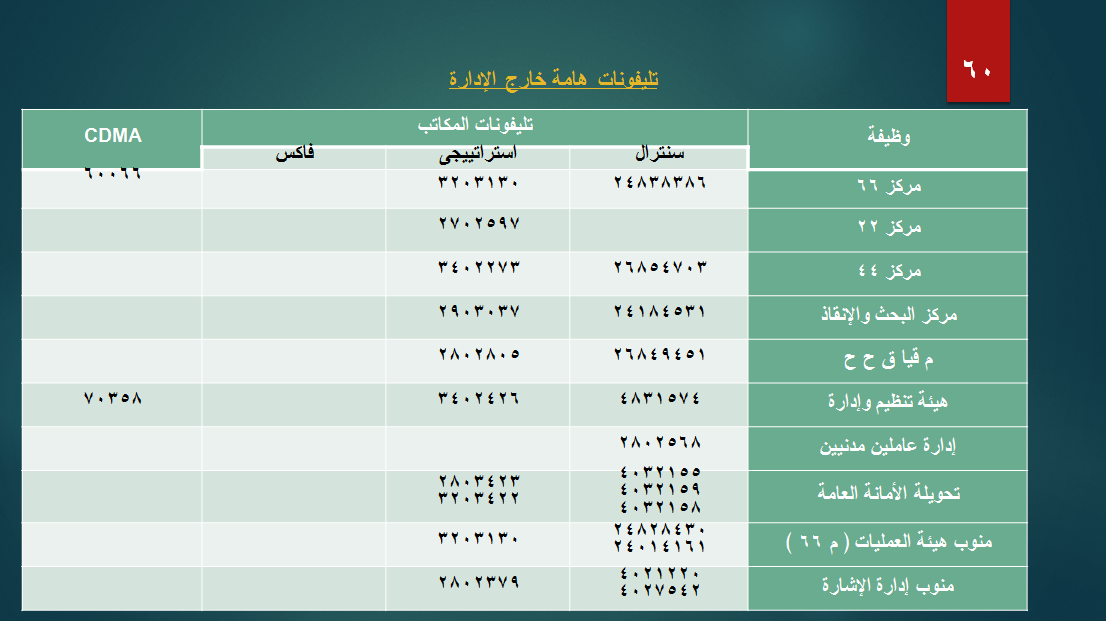 ٦٠
تليفونات هامة خارج الإدارة
وظيفة تليفونات المكاتب CDMA
سنترال استراتييجى فاكس
مركز ٦٦ ٢٤٨٣٨٣٨٦ ٣٢٠٣١٣٠ ٦٠٠٦٦
مركز ٢٢ ٢٧٠٢٥٩٧
مركز ٤٤ ٢٦٨٥٤٧٠٣ ٣٤٠٢٢٧٣
مركز البحث والإنقاذ ٢٤١٨٤٥٣١ ٢٩٠٣٠٣٧
م قيا ق ح ح ٢٦٨٤٩٤٥١ ٢٨٠٢٨٠٥
هيئة تنظيم وإدارة ٤٨٣١٥٧٤ ٣٤٠٢٤٢٦ ٧٠٣٥٨
إدارة عاملين مدنيين ٢٨٠٢٥٦٨
تحويلة الأمانة العامة ٤٠٣٢١٥٥ ٢٨٠٣٤٢٣
٤٠٣٢١٥٩ ٣٢٠٣٤٢٢
٤٠٣٢١٥٨
منوب هيئة العمليات ( م ٦٦ ) ٢٤٨٢٨٤٣٠ ٣٢٠٣١٣٠
٢٤٠١٤١٦١
منوب إدارة الإشارة ٤٠٢١٢٢٠ ٢٨٠٢٣٧٩
٤٠٢٧٥٤٢